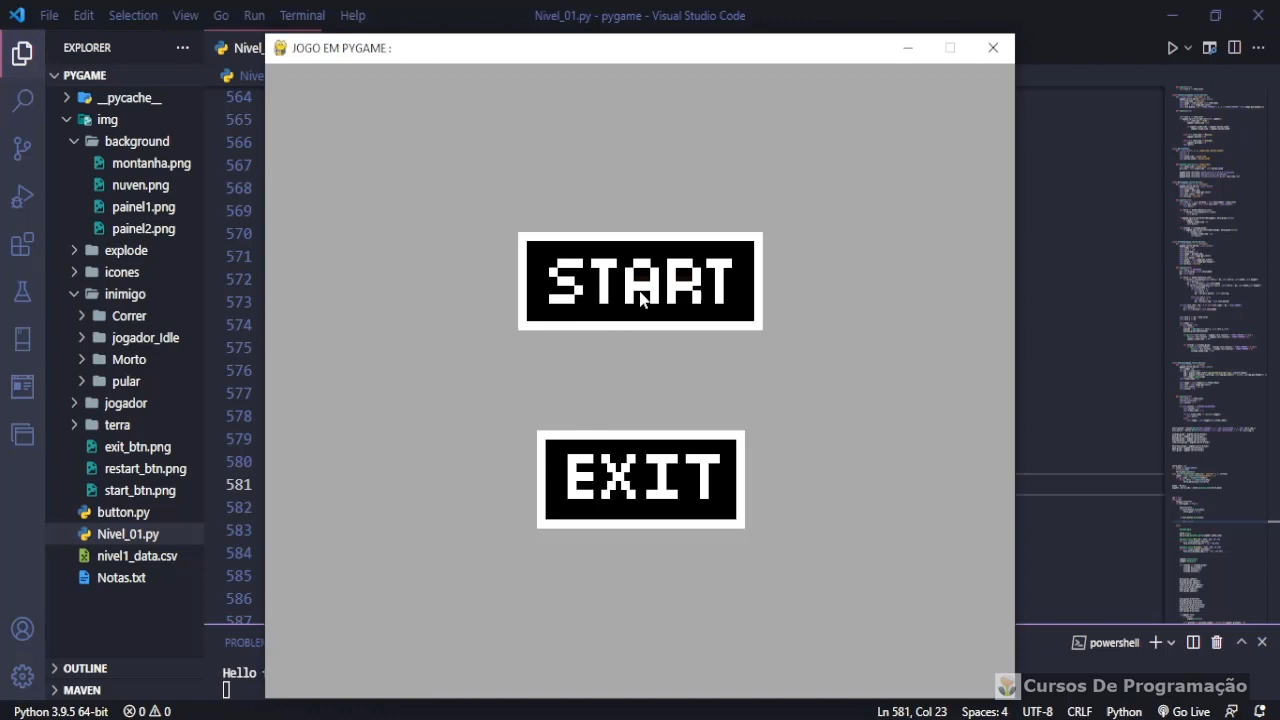 File Edit Selection View Go Run Terminal Help
Nivel_01.py - pygame - Visual Studio Code
EXPLORER
PYGAME
__pycache__
img
background
montanha.png
nuven.png
painel1.png
painel2.png
exploda
icones
inimigo
Correr
jogador_idle
Morto
pular
jogador
terra
exit_btn.png
restart_btn.png
start_btn.png
button.py
Nivel_01.py
nivel1_data.csv
Notas.txt
OUTLINE
MAVEN
564
565
566
567
568
569
570
571
572
573
574
575
576
577
578
579
580
581
582
583
584
585
586
587
JOGO EM PYGAME :
START
EXIT
powershell
Hello
Cursos De Programação
Python 3.9.5 64-bit 0 0
Ln 581, Col 23 Spaces: 4 UTF-8 CRLF Python Go Live